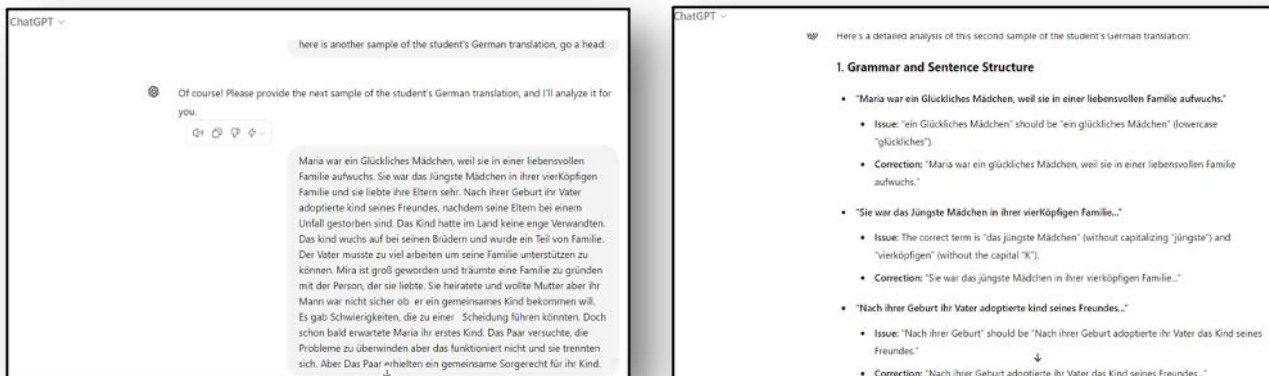 ChatGPT
here is another sample of the student's German translation, go a head:
Of course! Please provide the next sample of the student's German translation, and I'll analyze it for
you.
Maria war ein Glückliches Mädchen, weil sie in einer liebensvollen
Familie aufwuchs. Sie war das Jüngste Mädchen in ihrer vierKöpfigen
Familie und sie liebte ihre Eltern sehr. Nach ihrer Geburt ihr Vater
adoptierte kind seines Freundes, nachdem seine Eltern bei einem
Unfall gestorben sind. Das Kind hatte im Land keine enge Verwandten.
Das kind wuchs auf bei seinen Brüdern und wurde ein Teil von Familie.
Der Vater musste zu viel arbeiten um seine Familie unterstützen zu
können. Mira ist groß geworden und träumte eine Familie zu gründen
mit der Person, der sie liebte. Sie heiratete und wollte Mutter aber ihr
Mann war nicht sicher ob er ein gemeinsames Kind bekommen will.
Es gab Schwierigkeiten, die zu einer Scheidung führen könnten. Doch
schon bald erwartete Maria ihr erstes Kind. Das Paar versuchte, die
Probleme zu überwinden aber das funktioniert nicht und sie trennten
sich. Aber Das Paar erhielten ein gemeinsame Sorgerecht für ihr Kind.
ChatGPT
Here's a detailed analysis of this second sample of the student's German translation:
1. Grammar and Sentence Structure
• "Maria war ein Glückliches Mädchen, weil sie in einer liebensvollen Familie aufwuchs."
• Issue: "ein Glückliches Mädchen" should be "ein glückliches Mädchen" (lowercase
"glückliches").
• Correction: "Maria war ein glückliches Mädchen, weil sie in einer liebensvollen Familie
aufwuchs."
• "Sie war das Jüngste Mädchen in ihrer vierKöpfigen Familie..."
• Issue: The correct term is "das jüngste Mädchen" (without capitalizing "jüngste") and
"vierköpfigen" (without the capital "K").
• Correction: "Sie war das jüngste Mädchen in ihrer vierköpfigen Familie..."
• "Nach ihrer Geburt ihr Vater adoptierte kind seines Freundes..."
• Issue: "Nach ihrer Geburt" should be "Nach ihrer Geburt adoptierte ihr Vater das Kind seines
Freundes."
• Correction: "Nach ihrer Geburt adoptierte ihr Vater das Kind seines Freundes..."